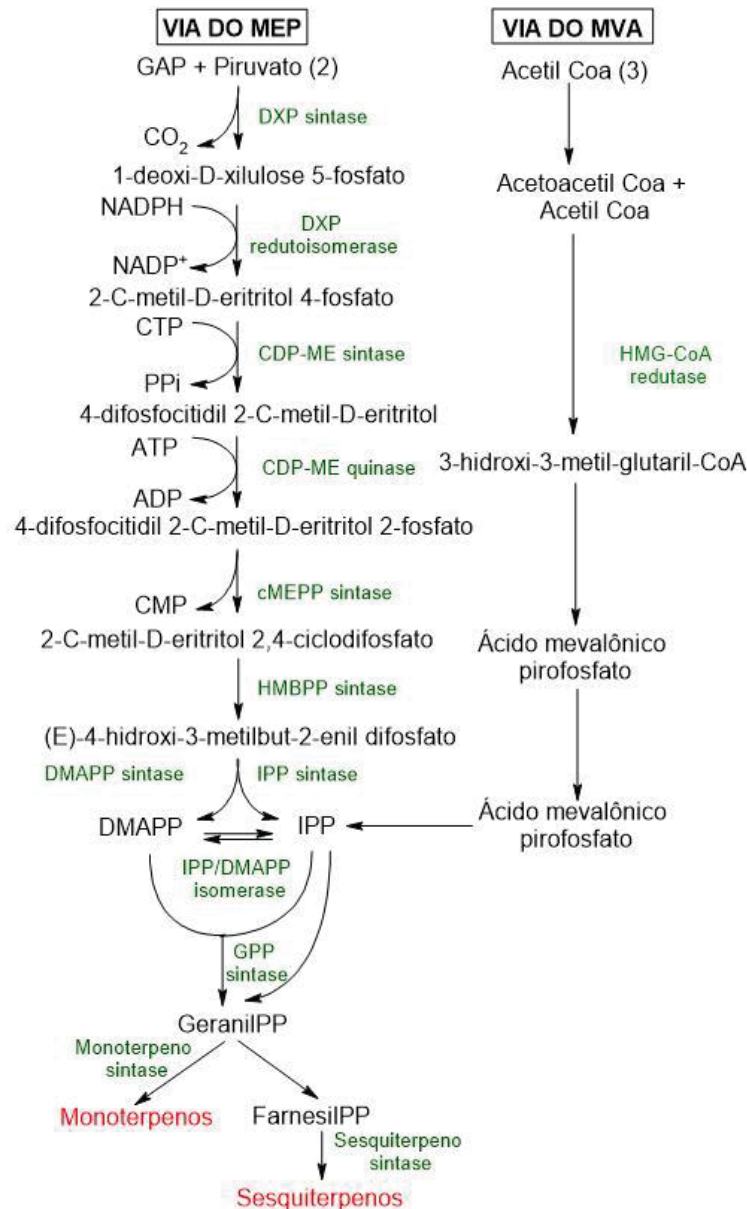 VIA DO MEP
GAP + Piruvato (2)
DXP sintase
CO2
1-deoxi-D-xilulose 5-fosfato
NADPH
DXP
redutoisomerase
NADP+
2-C-metil-D-eritritol 4-fosfato
CTP
CDP-ME sintase
PPi
4-difosfocitidil 2-C-metil-D-eritritol
ATP
CDP-ME quinase
ADP
4-difosfocitidil 2-C-metil-D-eritritol 2-fosfato
cMEPP sintase
CMP
2-C-metil-D-eritritol 2,4-ciclodifosfato
HMBPP sintase
(E)-4-hidroxi-3-metilbut-2-enil difosfato
DMAPP sintase
IPP sintase
DMAPP
IPP
IPP/DMAPP
isomerase
GPP
sintase
GeranilPP
Monoterpeno
sintase
Monoterpenos
FarnesilPP
Sesquiterpeno
sintase
Sesquiterpenos
VIA DO MVA
Acetil Coa (3)
Acetoacetil Coa +
Acetil Coa
HMG-CoA
redutase
3-hidroxi-3-metil-glutaril-CoA
Ácido mevalônico
pirofosfato
Ácido mevalônico
pirofosfato